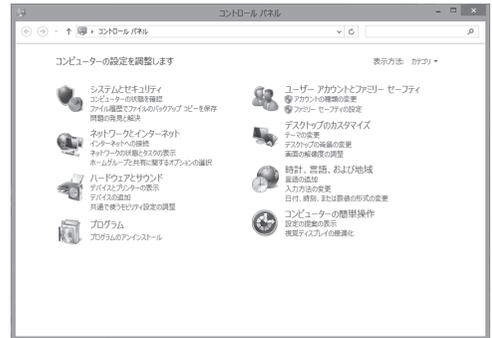 コントロール パネル
コントロール パネル
コンピューターの設定を調整します
表示方法: カテゴリ
システムとセキュリティ
コンピューターの状態を確認
ファイル履歴でファイルのバックアップ コピーを保存
問題の発見と解決
ネットワークとインターネット
インターネットへの接続
ネットワークの状態とタスクの表示
ホームグループと共有に関するオプションの選択
ハードウェアとサウンド
デバイスとプリンターの表示
デバイスの追加
共通で使うモビリティ設定の調整
プログラム
プログラムのアンインストール
ユーザー アカウントとファミリー セーフティ
アカウントの種類の変更
ファミリー セーフティの設定
デスクトップのカスタマイズ
テーマの変更
デスクトップの背景の変更
画面の解像度の調整
時計、言語、および地域
言語の追加
入力方法の変更
日付、時刻、または数値の形式の変更
コンピューターの簡単操作
設定の提案の表示
視覚ディスプレイの最適化